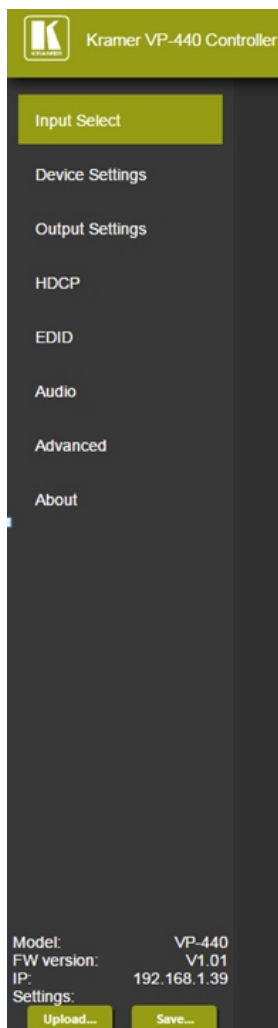 KRAMER
Kramer VP-440 Controller
Input Select
Device Settings
Output Settings
HDCP
EDID
Audio
Advanced
About
Model: VP-440
FW version: V1.01
IP: 192.168.1.39
Settings:
Upload... Save...